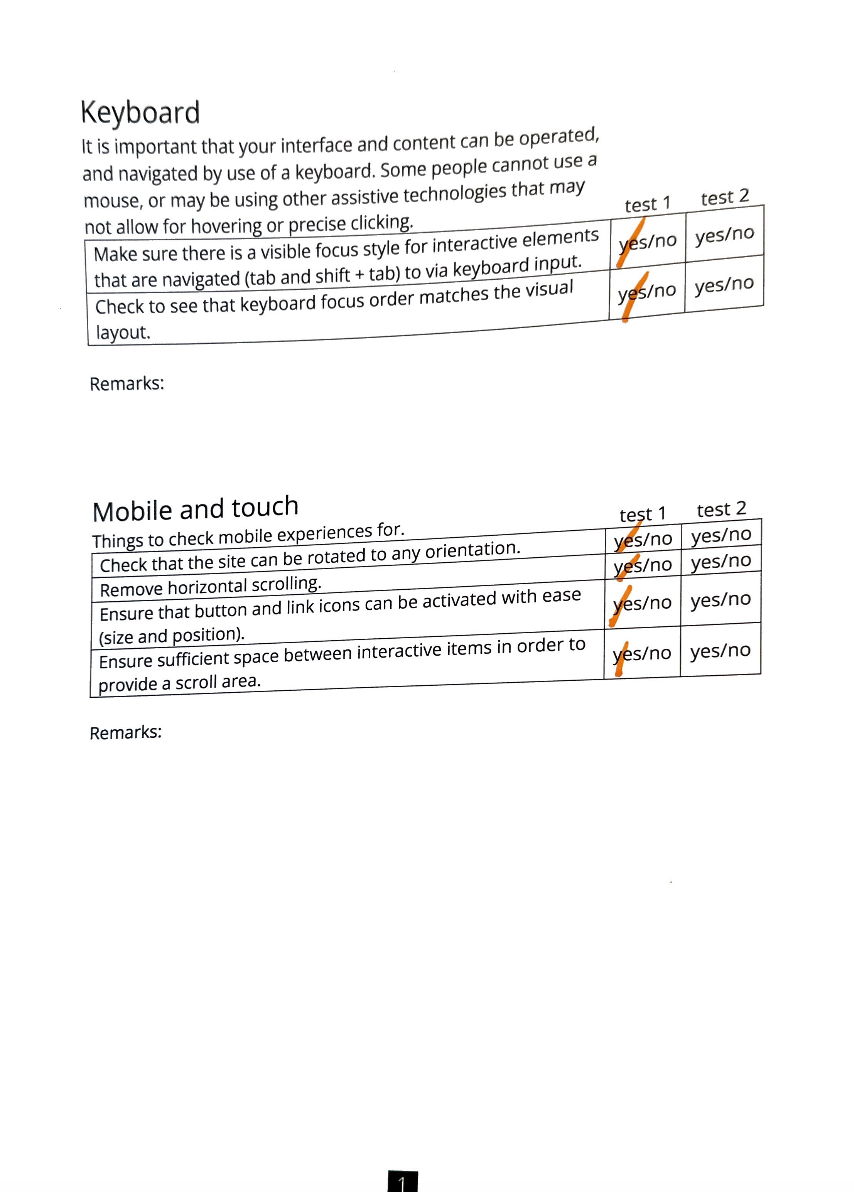 Keyboard
It is important that your interface and content can be operated,
and navigated by use of a keyboard. Some people cannot use a
mouse, or may be using other assistive technologies that may
not allow for hovering or precise clicking.
test 1 test 2
Make sure there is a visible focus style for interactive elements
that are navigated (tab and shift + tab) to via keyboard input.
yes/no yes/no
Check to see that keyboard focus order matches the visual
layout.
yes/no yes/no
Remarks:
Mobile and touch
Things to check mobile experiences for.
test 1 test 2
Check that the site can be rotated to any orientation. yes/no yes/no
Remove horizontal scrolling. yes/no yes/no
Ensure that button and link icons can be activated with ease
(size and position).
yes/no yes/no
Ensure sufficient space between interactive items in order to
provide a scroll area.
yes/no yes/no
Remarks:
1